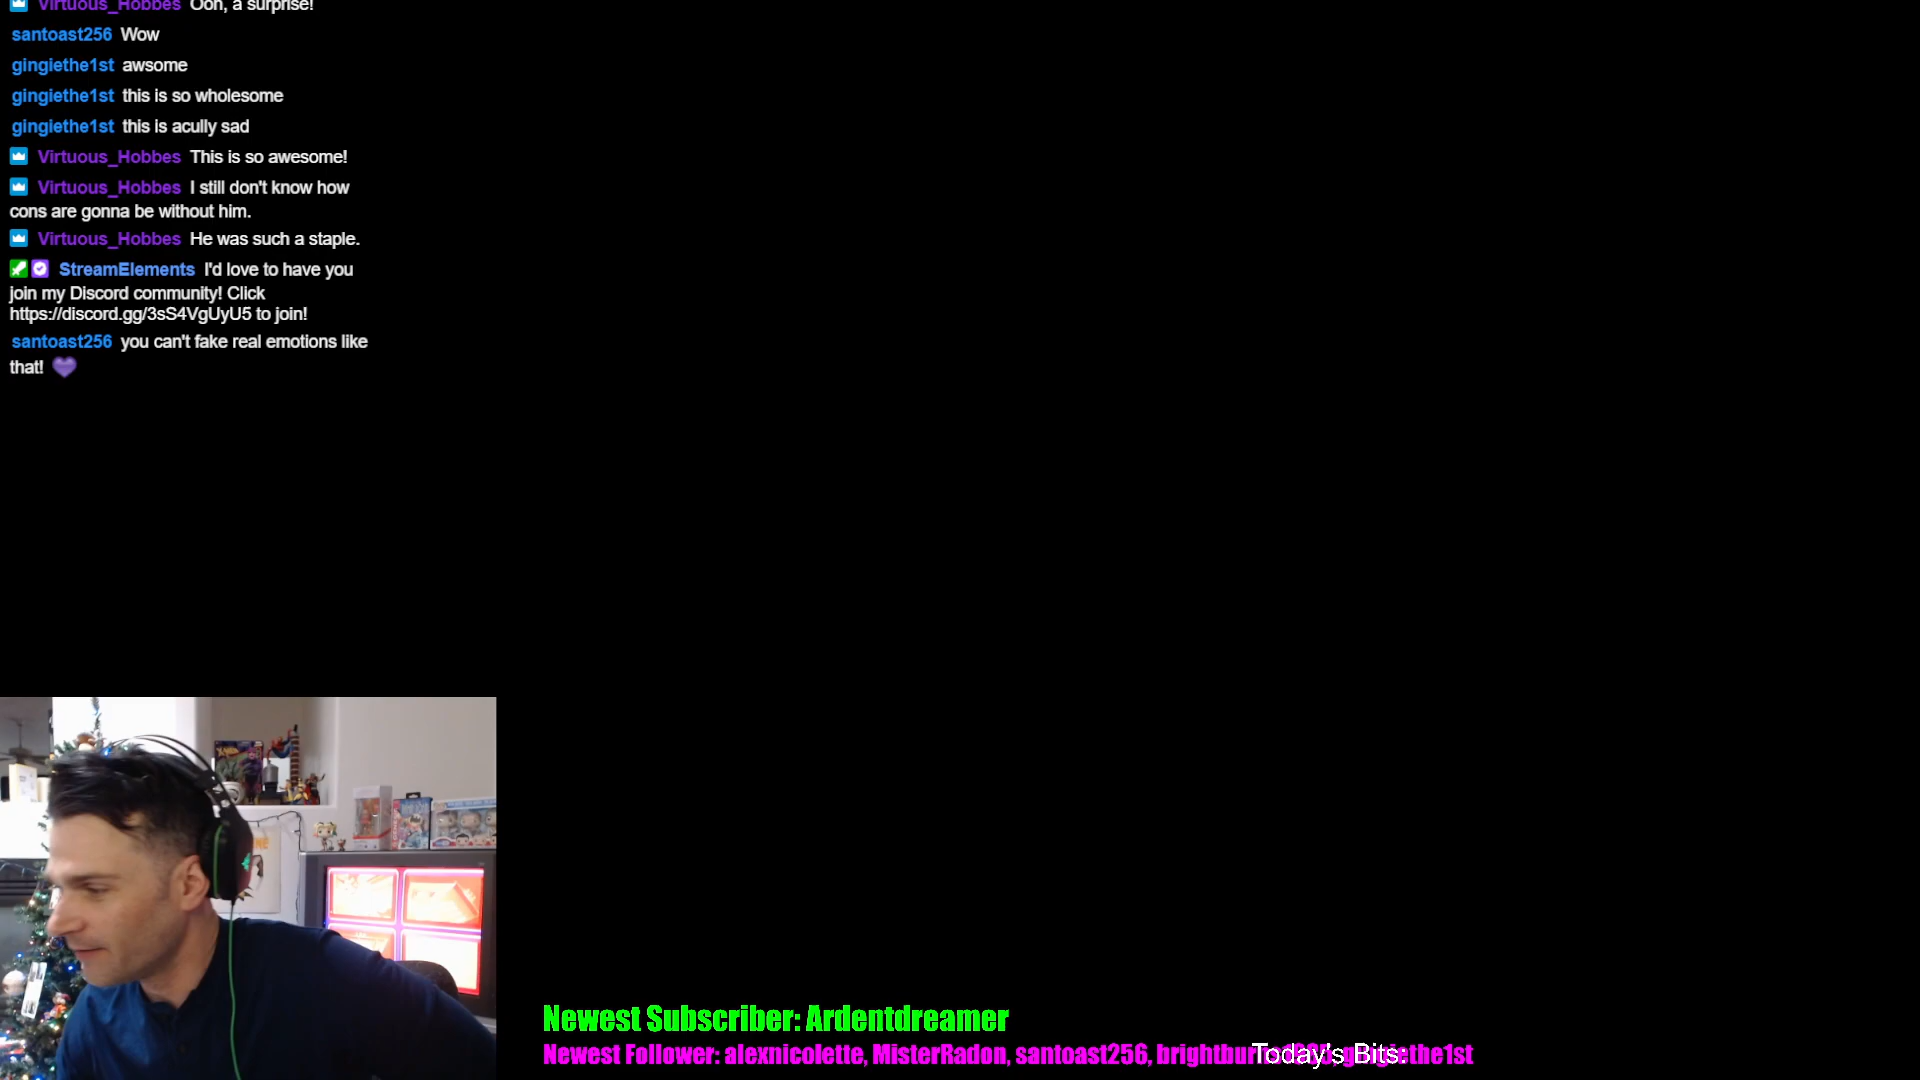 Virtuous_Hobbes Ooh, a surprise!
santoast256 Wow
gingiethe1st awsome
gingiethe1st this is so wholesome
gingiethe1st this is acully sad
Virtuous_Hobbes This is so awesome!
Virtuous_Hobbes I still don't know how
cons are gonna be without him.
Virtuous_Hobbes He was such a staple.
StreamElements I'd love to have you
join my Discord community! Click
https://discord.gg/3sS4VgUyU5 to join!
santoast256 you can't fake real emotions like
that!
X-MEN
Newest Subscriber: Ardentdreamer
Newest Follower: alexnicolette, MisterRadon, santoast256, gingiethe1st
Today's Bits: